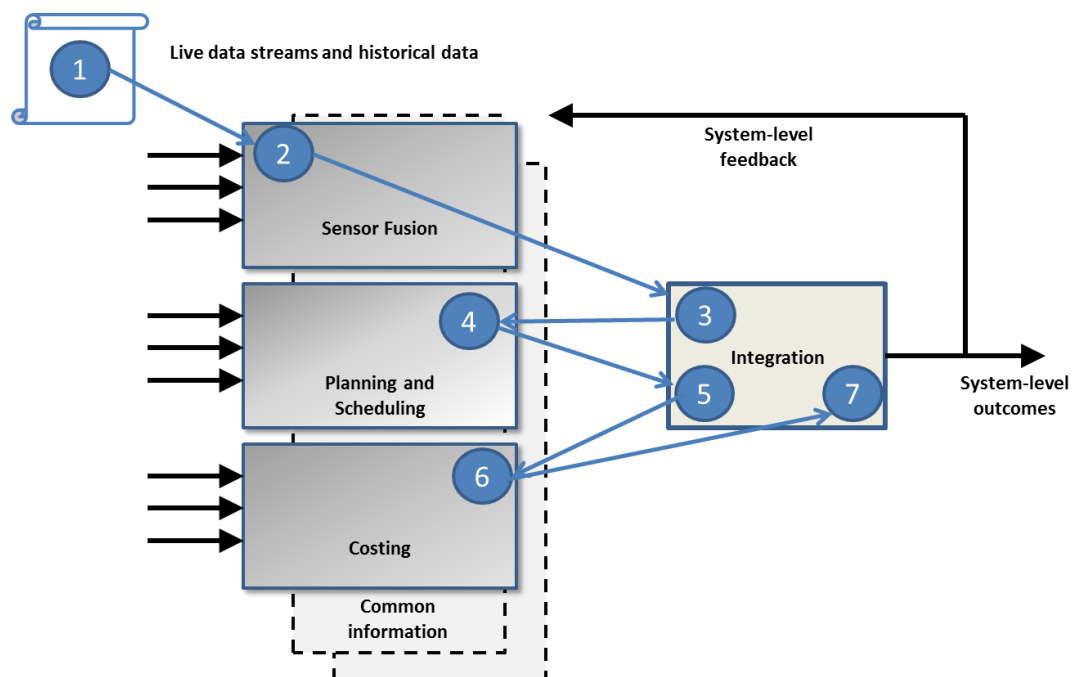 1
Live data streams and historical data
2
Sensor Fusion
System-level
feedback
3
4
Integration
Planning and
Scheduling
5
7
System-level
outcomes
6
Costing
Common
information